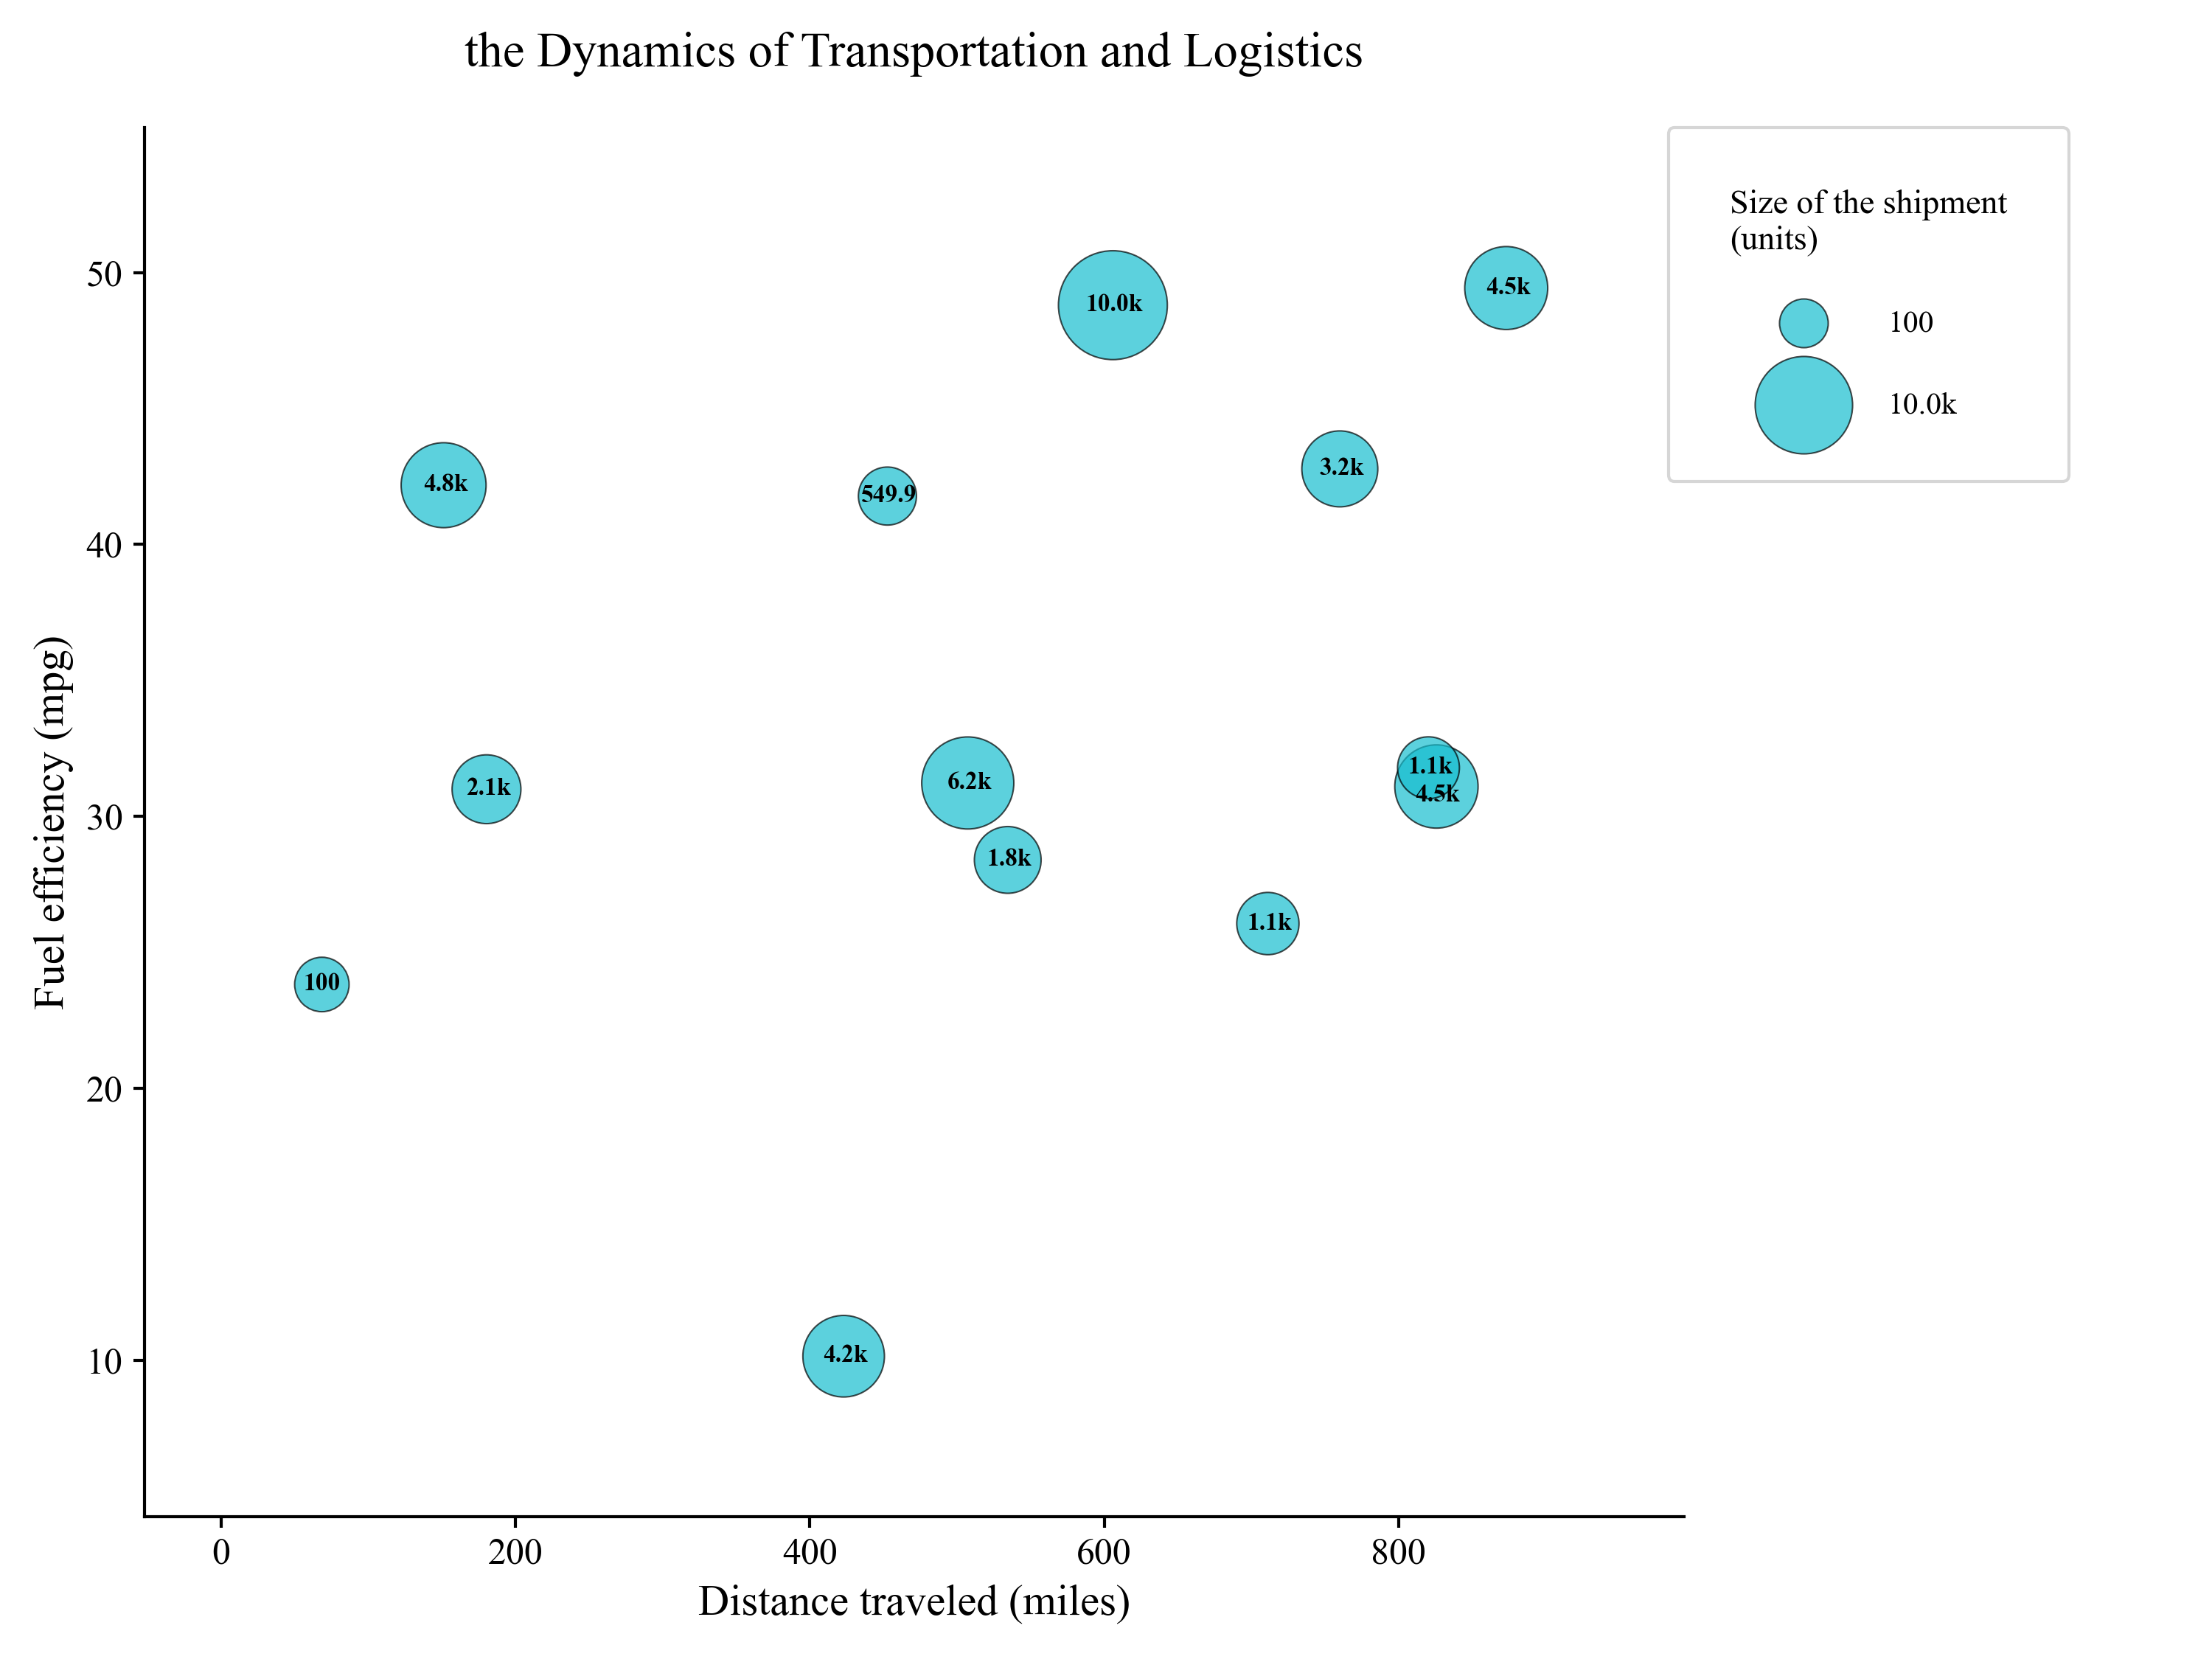 the Dynamics of Transportation and Logistics
Size of the shipment
(units)
100
10.0k
Fuel efficiency (mpg)
50
40
30
20
10
10.0k
4.5k
4.8k
549.9
3.2k
2.1k
6.2k
1.1k
4.5k
1.8k
1.1k
100
4.2k
0 200 400 600 800
Distance traveled (miles)